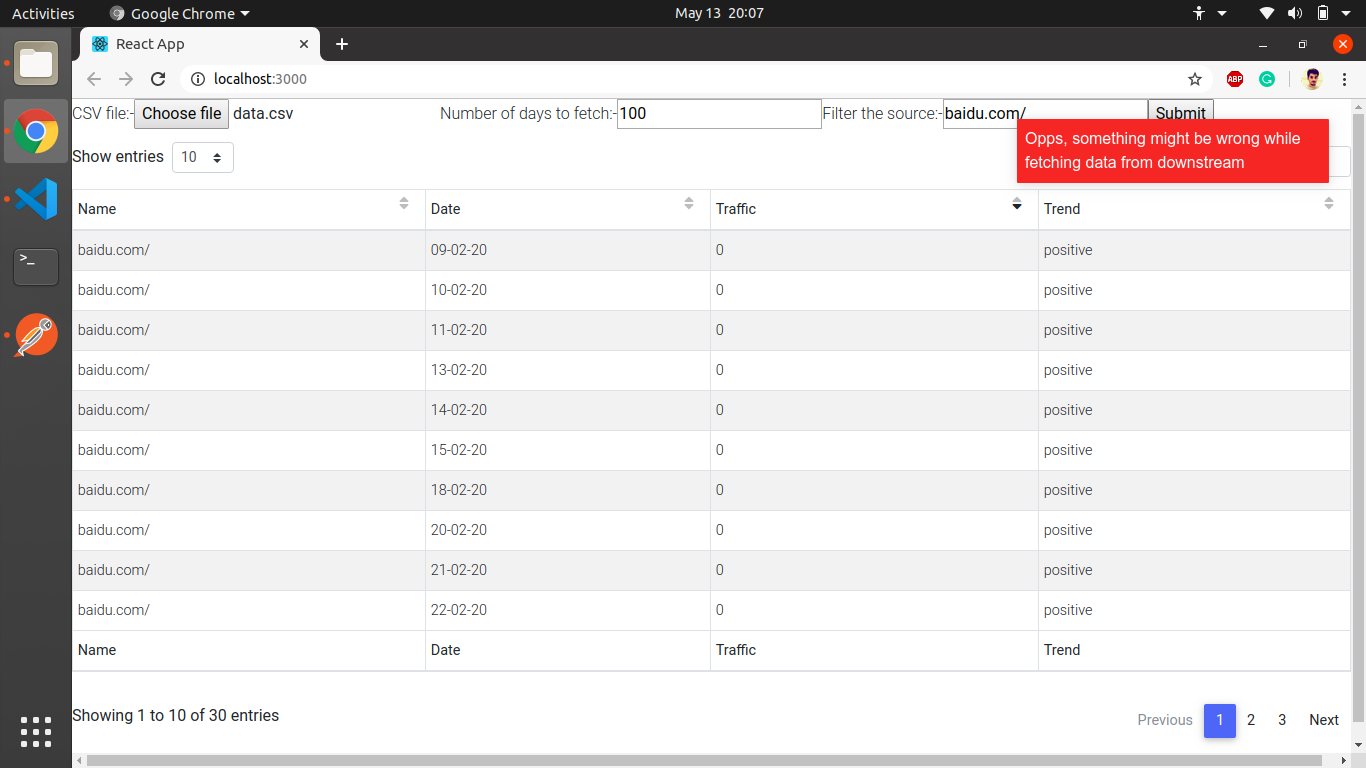 Activities Google Chrome May 13 20:07
React App
localhost:3000
ABP
CSV file:- Choose file data.csv Number of days to fetch:- 100 Filter the source:- baidu.com/ Submit
Opps, something might be wrong while
fetching data from downstream
Show entries 10
Name Date Traffic Trend
baidu.com/ 09-02-20 0 positive
baidu.com/ 10-02-20 0 positive
baidu.com/ 11-02-20 0 positive
baidu.com/ 13-02-20 0 positive
baidu.com/ 14-02-20 0 positive
baidu.com/ 15-02-20 0 positive
baidu.com/ 18-02-20 0 positive
baidu.com/ 20-02-20 0 positive
baidu.com/ 21-02-20 0 positive
baidu.com/ 22-02-20 0 positive
Name Date Traffic Trend
Showing 1 to 10 of 30 entries Previous 1 2 3 Next